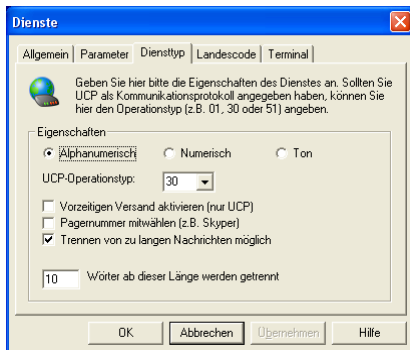 Dienste
Allgemein Parameter Diensttyp Landescode Terminal
Geben Sie hier bitte die Eigenschaften des Dienstes an. Sollten Sie
UCP als Kommunikationsprotokoll angegeben haben, können Sie
hier den Operationstyp (z.B. 01, 30 oder 51) angeben.
Eigenschaften
Alphanumerisch Numerisch Ton
UCP-Operationstyp: 30
Vorzeitigen Versand aktivieren (nur UCP)
Pagernummer mitwählen (z.B. Skyper)
Trennen von zu langen Nachrichten möglich
10 Wörter ab dieser Länge werden getrennt
OK Abbrechen Übernehmen Hilfe